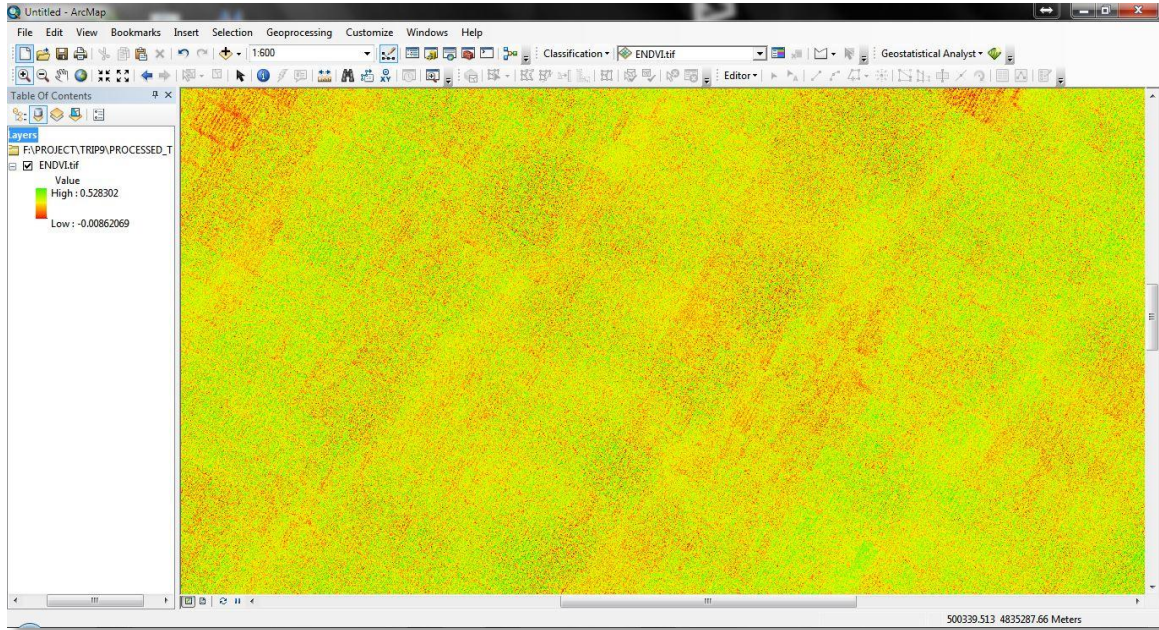 Untitled - ArcMap
File Edit View Bookmarks Insert Selection Geoprocessing Customize Windows Help
1:600
Classification
ENDVI.tif
Geostatistical Analyst
Editor
Table Of Contents
Layers
F:\PROJECT\TRIP9\PROCESSED_T
ENDVI.tif
Value
High : 0.528302
Low : -0.00862069
500339.513 4835287.66 Meters